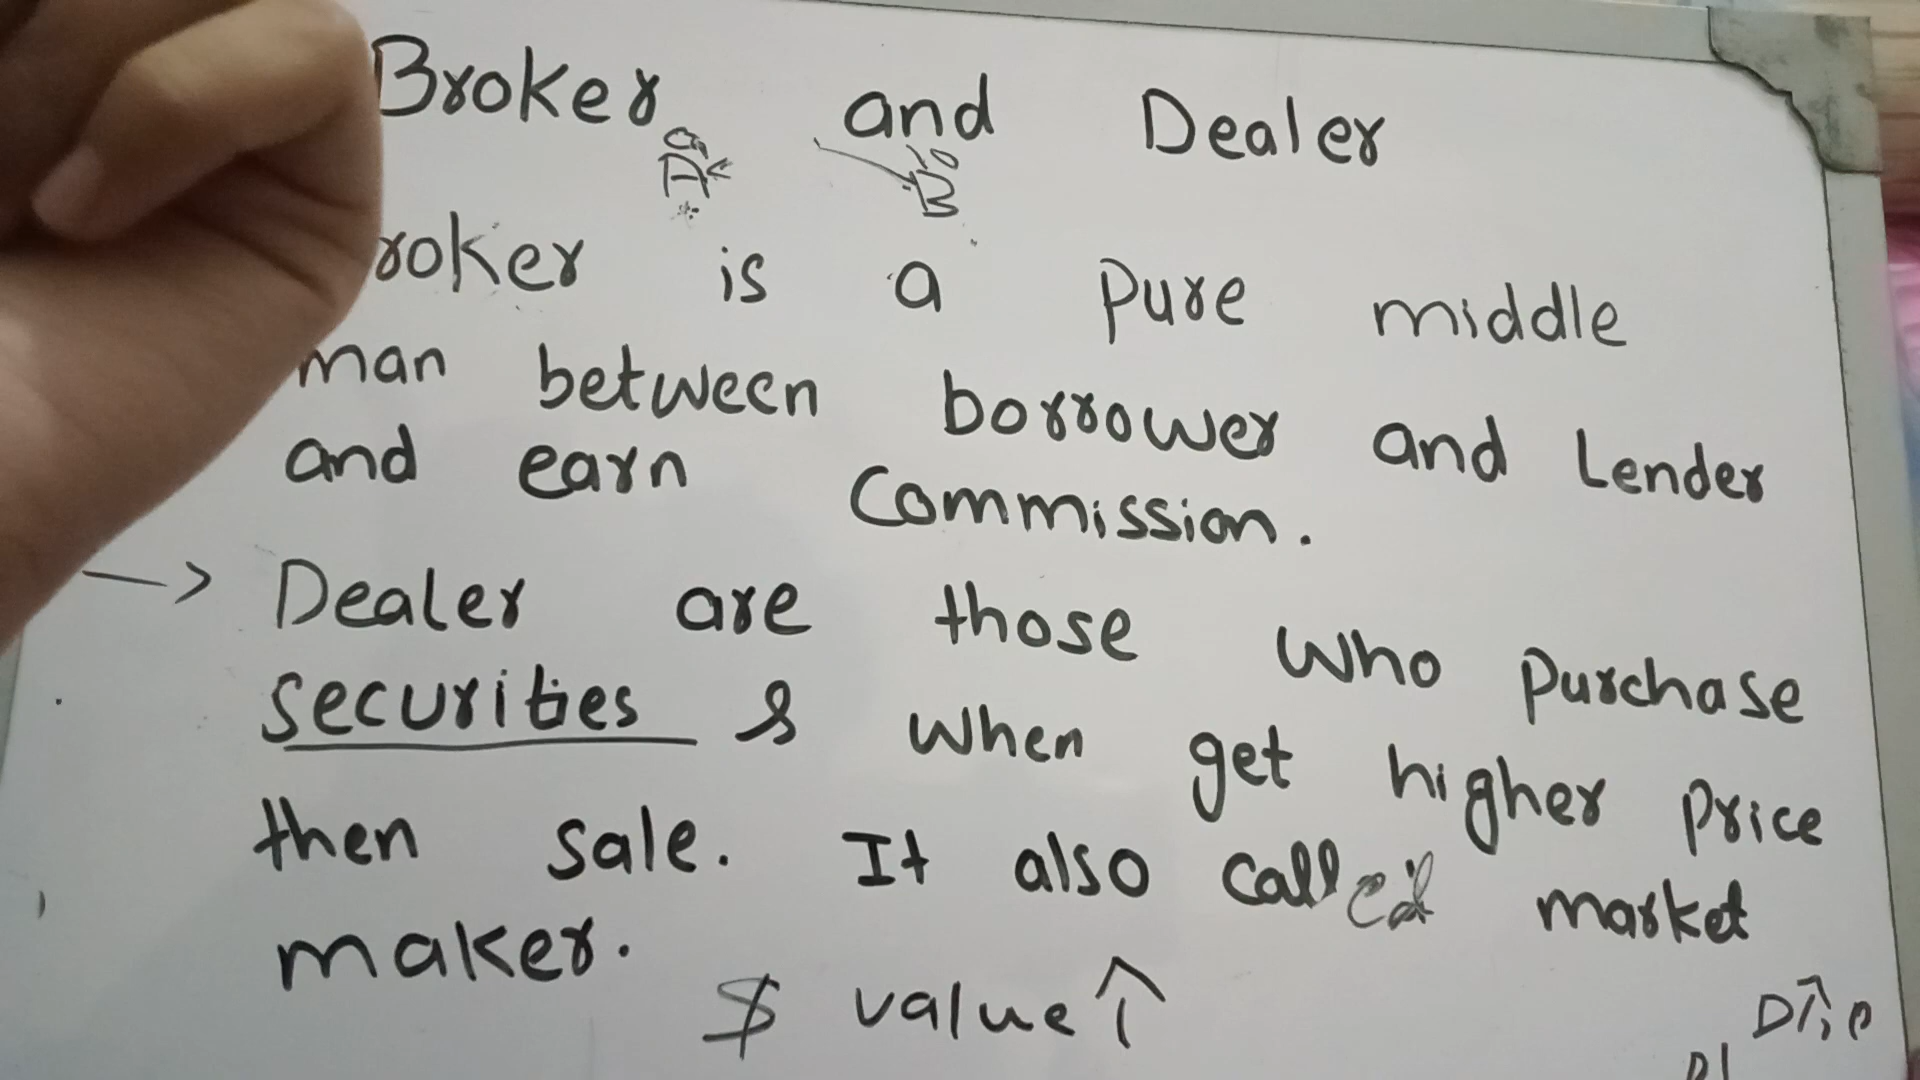 Broker and Dealer
roker is a pure middle
man between borrower and Lender
and earn Commission.
→ Dealer are those who purchase
securities & when get higher price
then sale. It also called market
maker.
$ value ↑